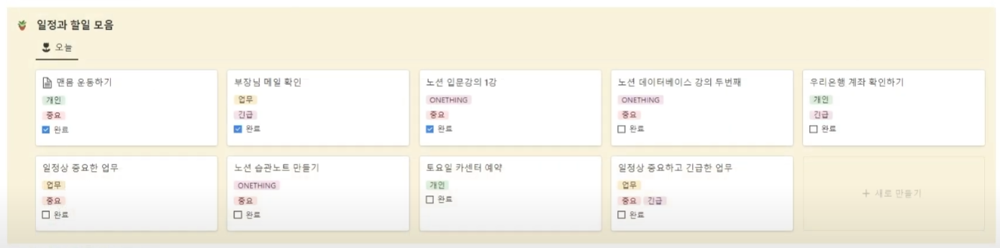 일정과 할일 모음
오늘
맨몸 운동하기
개인
중요
완료
부장님 메일 확인
업무
긴급
완료
노션 입문강의 1강
ONETHING
중요
완료
노션 데이터베이스 강의 두번째
ONETHING
중요
완료
우리은행 계좌 확인하기
개인
긴급
완료
일정상 중요한 업무
업무
중요
완료
노션 습관노트 만들기
ONETHING
중요
완료
토요일 카센터 예약
개인
완료
일정상 중요하고 긴급한 업무
업무
중요 긴급
완료
+ 새로 만들기